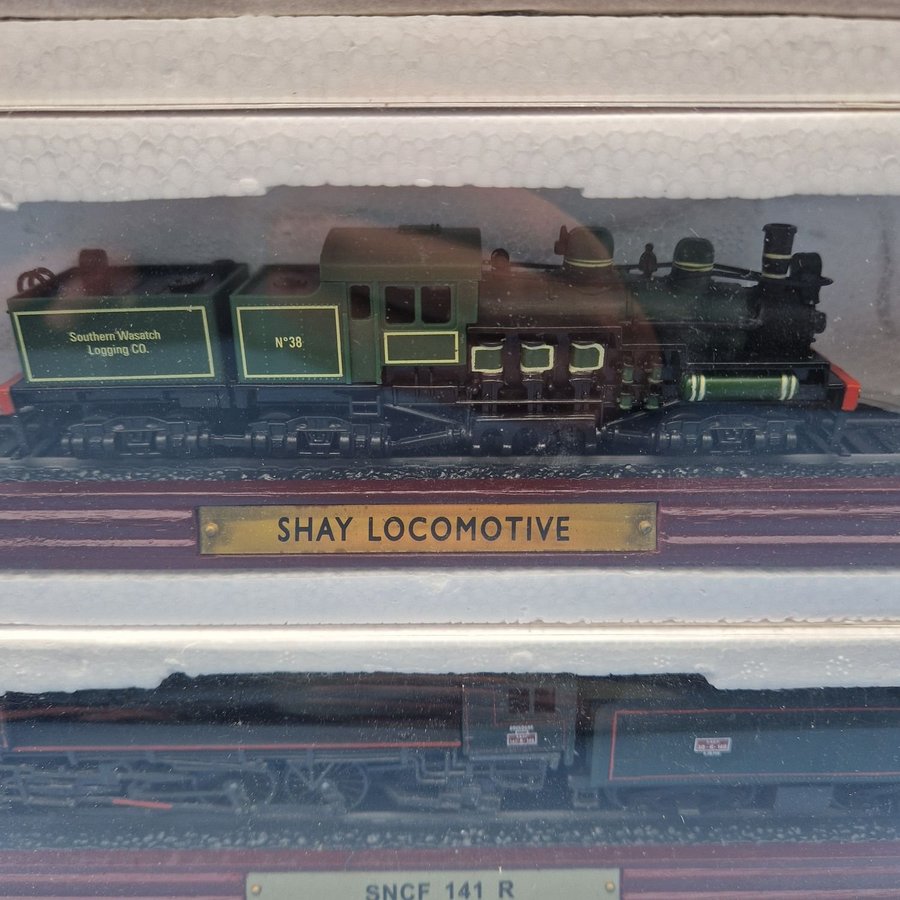 Southern Wasatch
Logging CO.
N°38
SHAY LOCOMOTIVE
SNCF 141 R